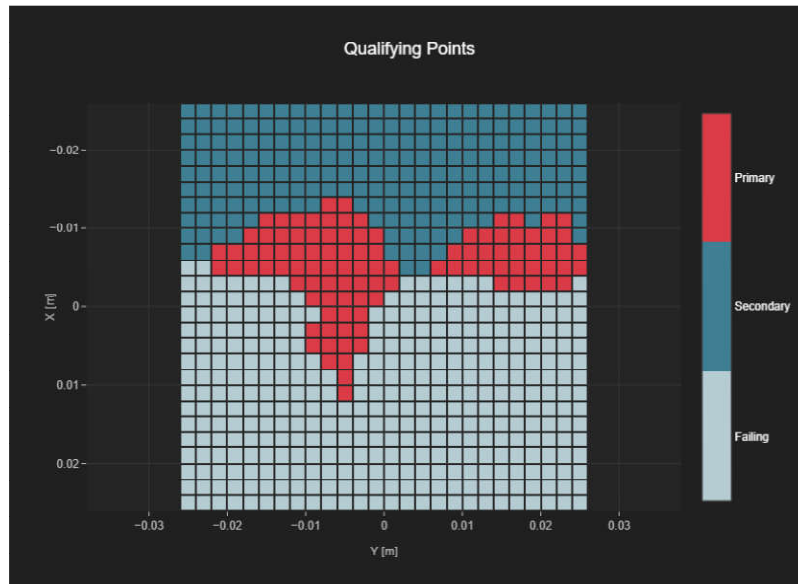 Qualifying Points
−0.02
−0.01
0
0.01
0.02
X [m]
−0.03
−0.02
−0.01
0
0.01
0.02
0.03
Y [m]
Primary
Secondary
Failing